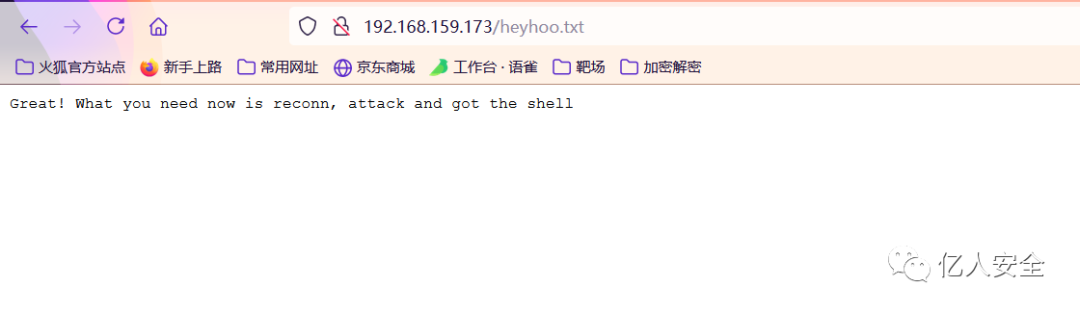 192.168.159.173/heyhoo.txt
火狐官方站点 新手上路 常用网址 京东商城 工作台 · 语雀 靶场 加密解密
Great! What you need now is reconn, attack and got the shell
亿人安全